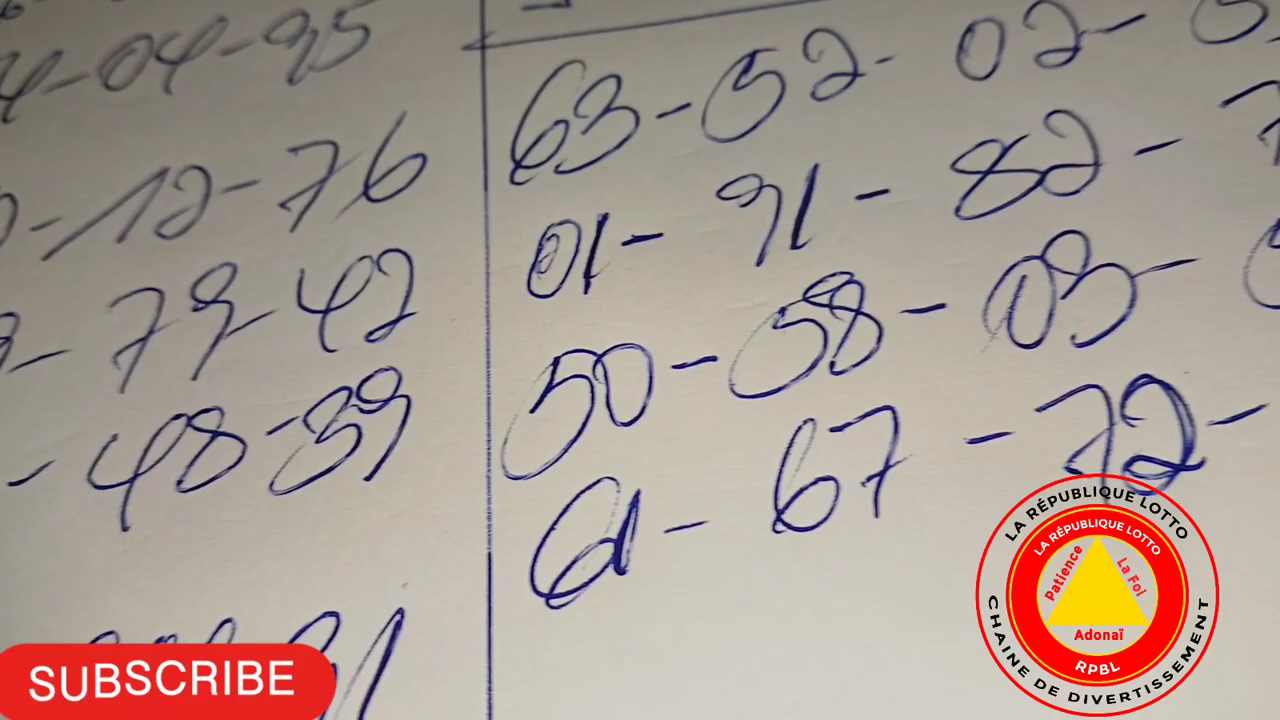 04-95
-12-76
-79-42
-48-39
63-52-02-
01-91-82-
50-58-03-
61-67-72-
SUBSCRIBE
LA RÉPUBLIQUE LOTTO
LA RÉPUBLIQUE LOTTO
Patience
La Foi
Adonaï
RPBL
CHAINE DE DIVERTISSEMENT